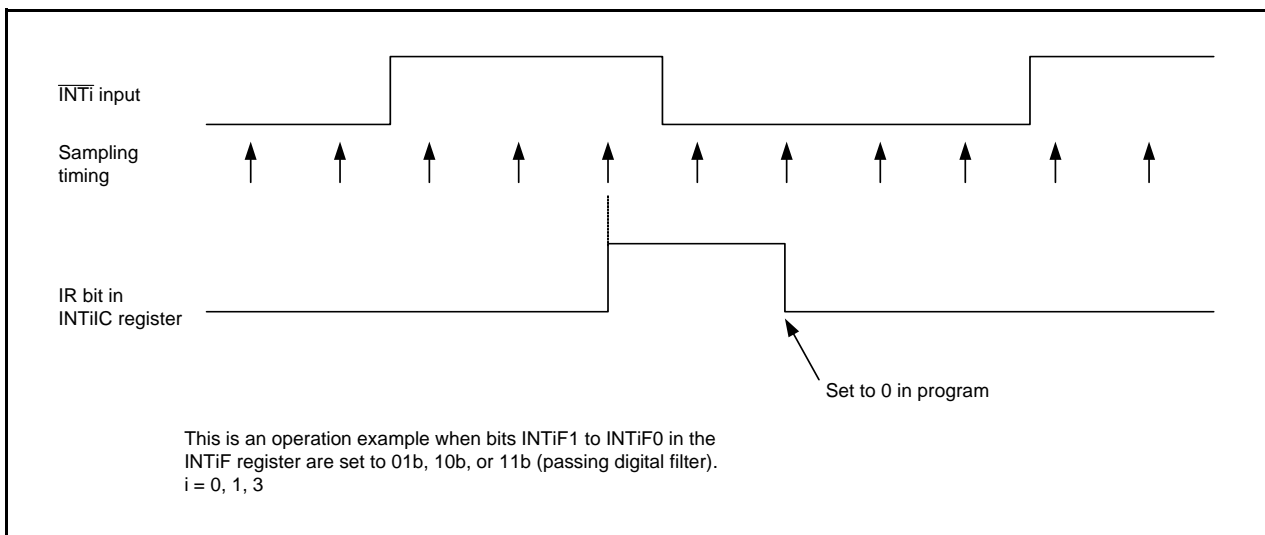 INTi input
Sampling
timing
IR bit in
INTiIC register
Set to 0 in program
This is an operation example when bits INTiF1 to INTiF0 in the
INTiF register are set to 01b, 10b, or 11b (passing digital filter).
i = 0, 1, 3